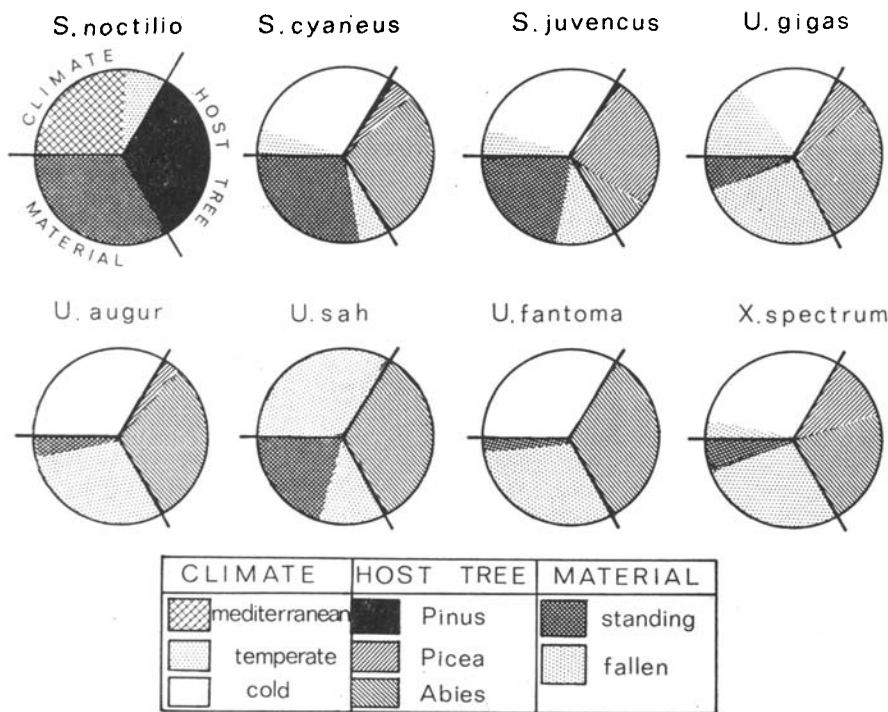 S. noctilio S. cyaneus S. juvencus U. gigas
CLIMATE
HOST TREE
MATERIAL
U. augur U. sah U. fantoma X. spectrum
CLIMATE HOST TREE MATERIAL
mediterranean Pinus standing
temperate Picea fallen
cold Abies